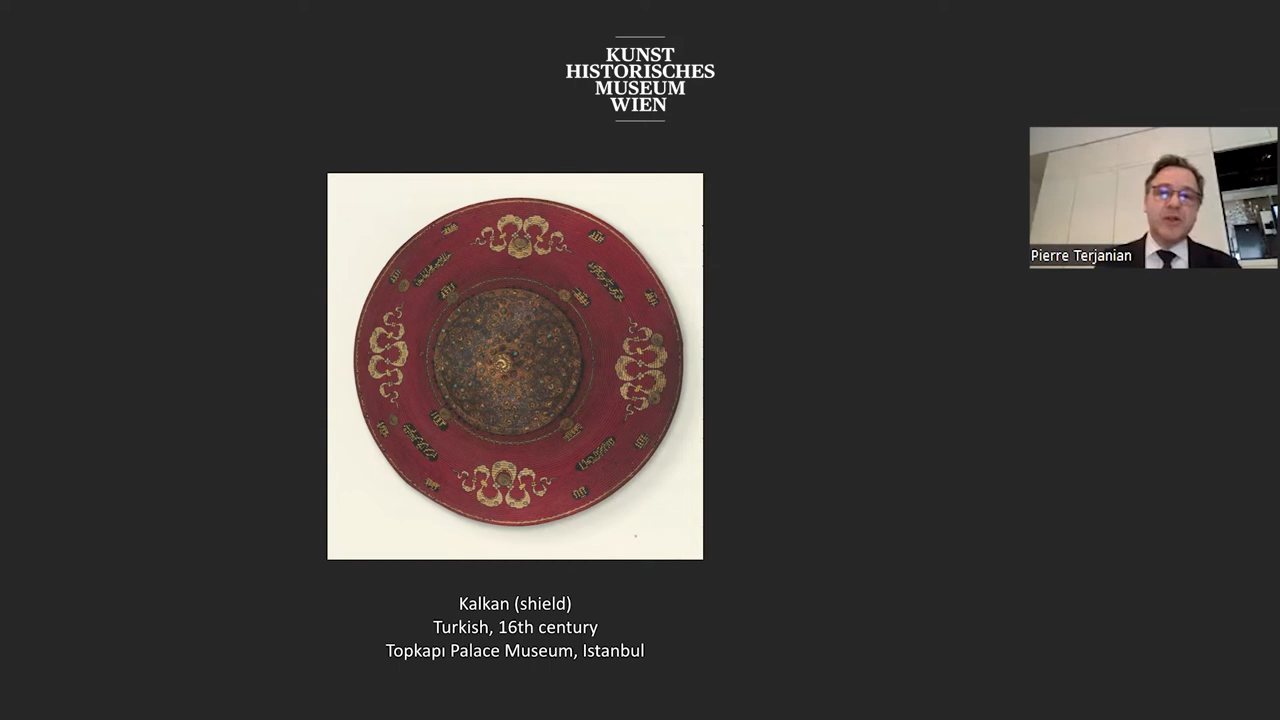 KUNST
HISTORISCHES
MUSEUM
WIEN
Pierre Terjanian
Kalkan (shield)
Turkish, 16th century
Topkapı Palace Museum, Istanbul